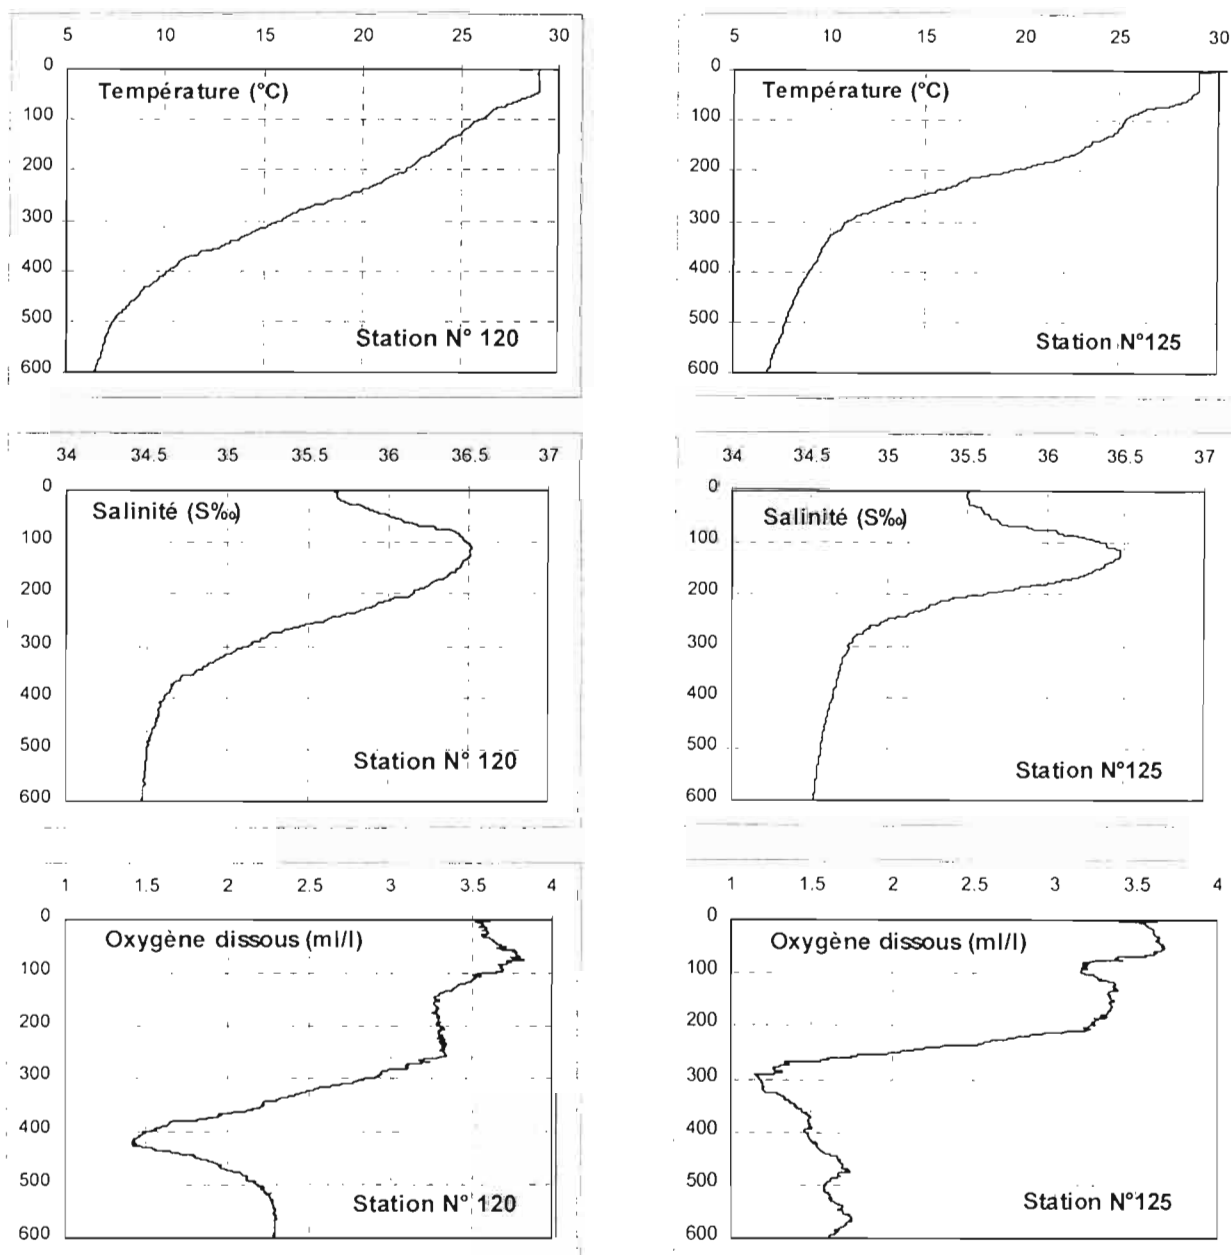 5 10 15 20 25 30
0
Température (°C)
100
200
300
400
500
Station N° 120
600
5 10 15 20 25 30
0
Température (°C)
100
200
300
400
500
Station N°125
600
34 34.5 35 35.5 36 36.5 37
0
Salinité (S‰)
100
200
300
400
500
Station N° 120
600
34 34.5 35 35.5 36 36.5 37
0
Salinité (S‰)
100
200
300
400
500
Station N°125
600
1 1.5 2 2.5 3 3.5 4
0
Oxygène dissous (ml/l)
100
200
300
400
500
Station N° 120
600
1 1.5 2 2.5 3 3.5 4
0
Oxygène dissous (ml/l)
100
200
300
400
500
Station N°125
600